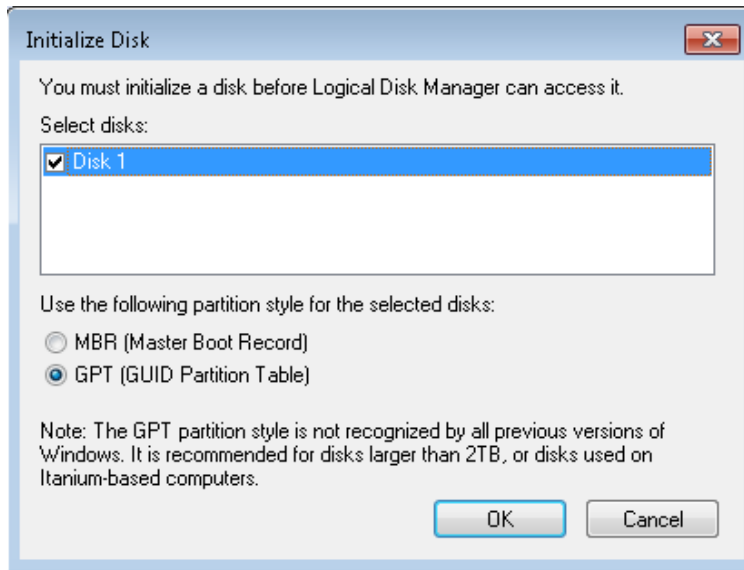 Initialize Disk
You must initialize a disk before Logical Disk Manager can access it.
Select disks:
Disk 1
Use the following partition style for the selected disks:
MBR (Master Boot Record)
GPT (GUID Partition Table)
Note: The GPT partition style is not recognized by all previous versions of
Windows. It is recommended for disks larger than 2TB, or disks used on
Itanium-based computers.
OK Cancel